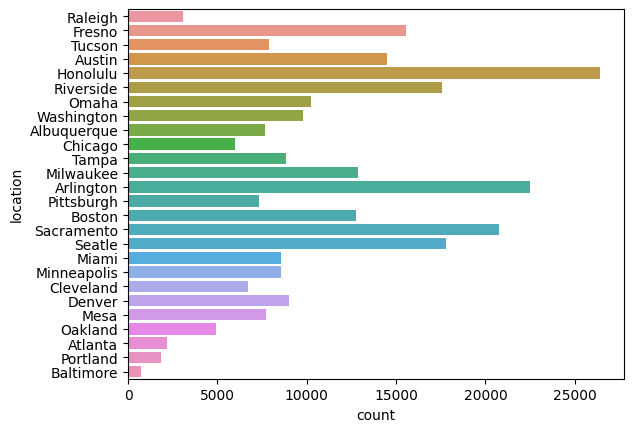 Raleigh
Fresno
Tucson
Austin
Honolulu
Riverside
Omaha
Washington
Albuquerque
Chicago
Tampa
Milwaukee
Arlington
Pittsburgh
Boston
Sacramento
Seatle
Miami
Minneapolis
Cleveland
Denver
Mesa
Oakland
Atlanta
Portland
Baltimore
location
0 5000 10000 15000 20000 25000
count